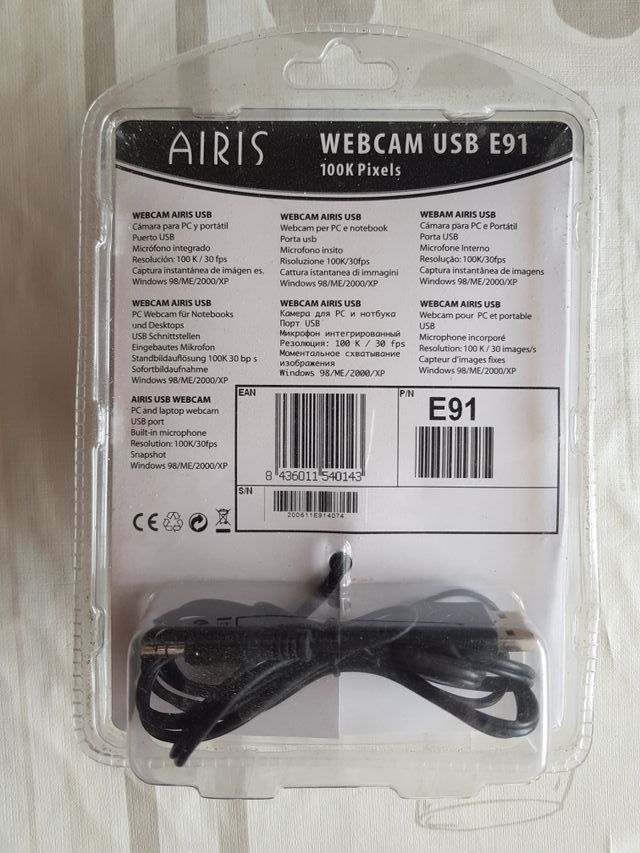 AIRIS
WEBCAM USB E91
100K Pixels
WEBCAM AIRIS USB
Cámara para PC y portátil
Puerto USB
Micrófono integrado
Resolución: 100 K / 30 fps
Captura instantánea de imágen es.
Windows 98/ME/2000/XP
WEBCAM AIRIS USB
Webcam per PC e notebook
Porta usb
Microfono insito
Risoluzione 100K/30fps
Cattura istantanea di immagini
Windows 98/ME/2000/XP
WEBAM AIRIS USB
Cámara para PC e Portátil
Porta USB
Microfone Interno
Resolução: 100K/30fps
Captura instantânea de imagens
Windows 98/ME/2000/XP
WEBCAM AIRIS USB
PC Webcam für Notebooks
und Desktops
USB Schnittstellen
Eingebautes Mikrofon
Standbildauflösung 100K 30 bp s
Sofortbildaufnahme
Windows 98/ME/2000/XP
WEBCAM AIRIS USB
Камера для PC и нотбука
Порт USB
Микрофон интегрированный
Резолюция: 100 K / 30 fps
Моментальное схватывание
изображения
Windows 98/ME/2000/XP
WEBCAM AIRIS USB
Webcam pour PC et portable
USB
Microphone incorporé
Resolution: 100 K / 30 images/s
Capteur d'images fixes
Windows 98/ME/2000/XP
AIRIS USB WEBCAM
PC and laptop webcam
USB port
Built-in microphone
Resolution: 100K/30fps
Snapshot
Windows 98/ME/2000/XP
EAN
8 436011 540143
P/N
E91
S/N
200611E914074
CE